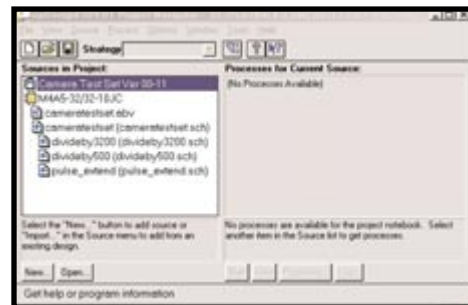 Strategy
Sources in Project:
Camera Test Set Ver 00-11
M4A5-32/32-10JC
cameratestset.abv
cameratestset (cameratestset.sch)
divideby3200 (divideby3200.sch)
divideby500 (divideby500.sch)
pulse_extend (pulse_extend.sch)
Select the "New..." button to add source or
"Import..." in the Source menu to add from an
existing design.
New...
Open...
Processes for Current Source:
(No Processes Available)
No processes are available for the project notebook. Select
another item in the Source list to get processes.
Get help or program information